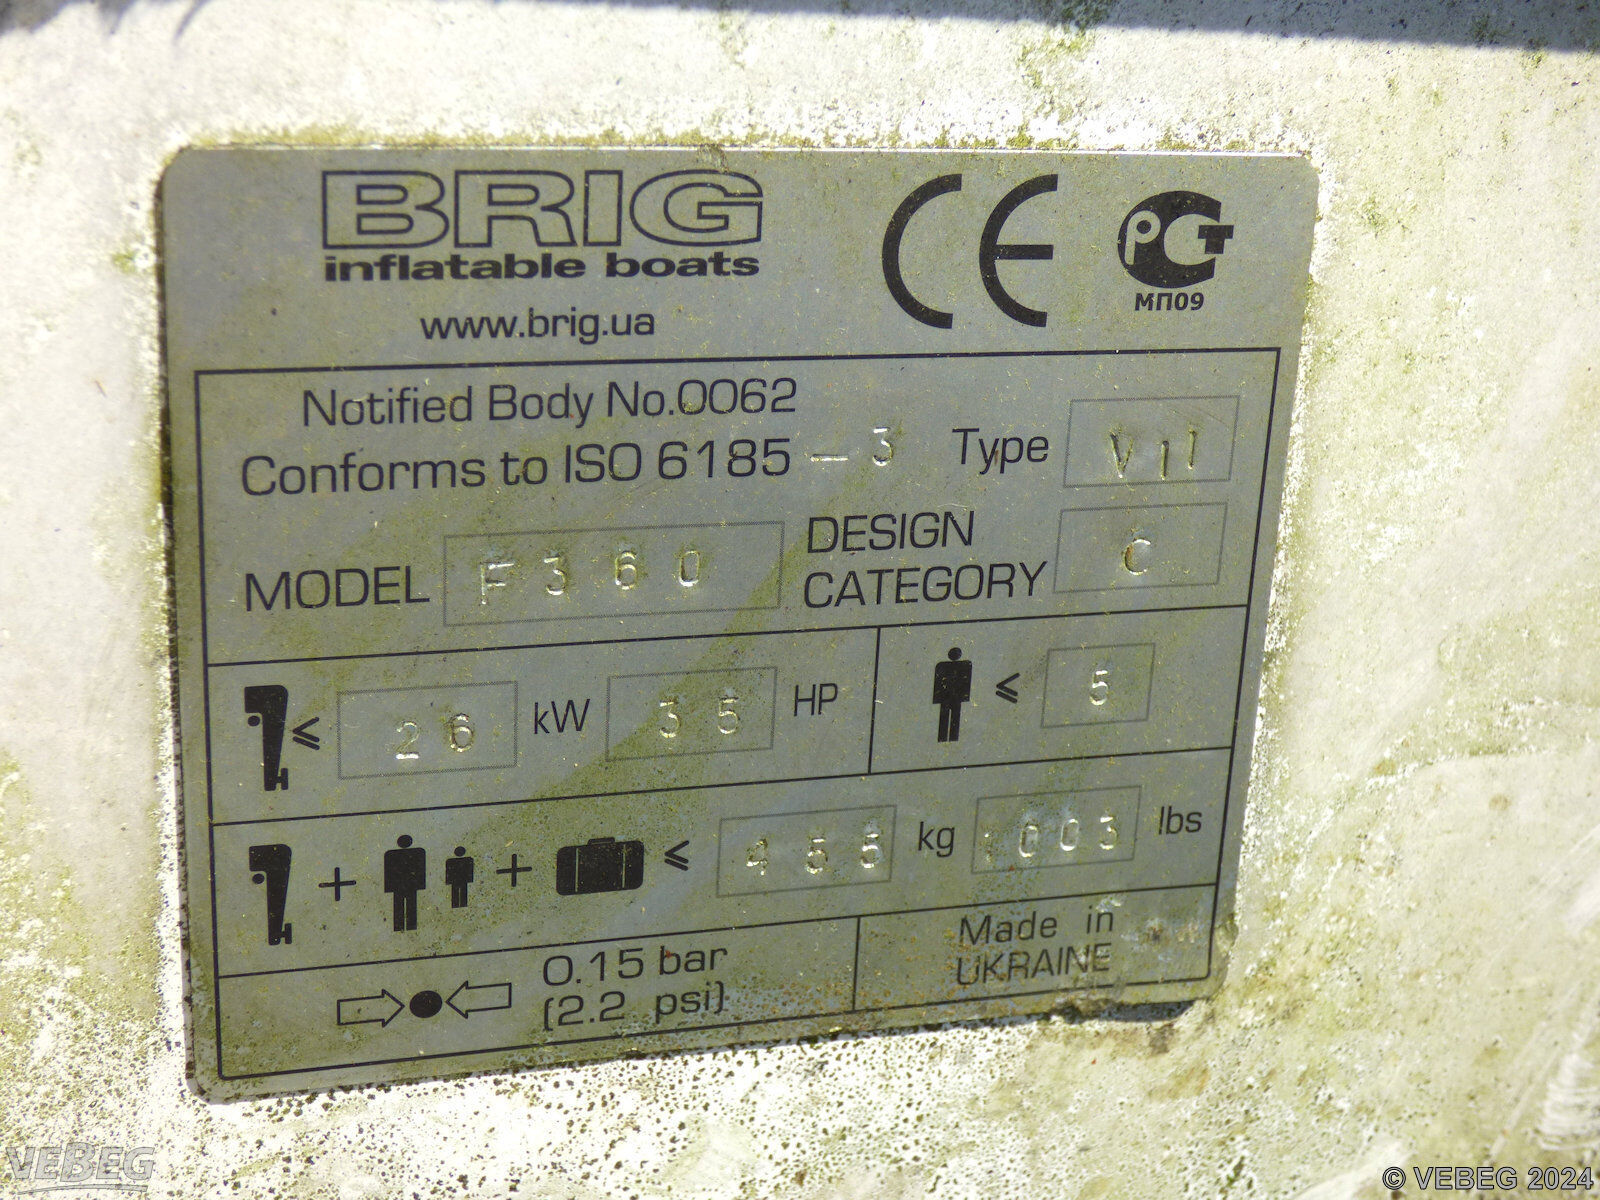 BRIG
inflatable boats
www.brig.ua
CE
РСТ
МП09
Notified Body No.0062
Conforms to ISO 6185 – 3 Type VII
MODEL F360 DESIGN CATEGORY C
≤ 26 kW 35 HP ≤ 5
+ + ≤ 455 kg 1003 lbs
0.15 bar
(2.2 psi)
Made in
UKRAINE
VEBEG
© VEBEG 2024